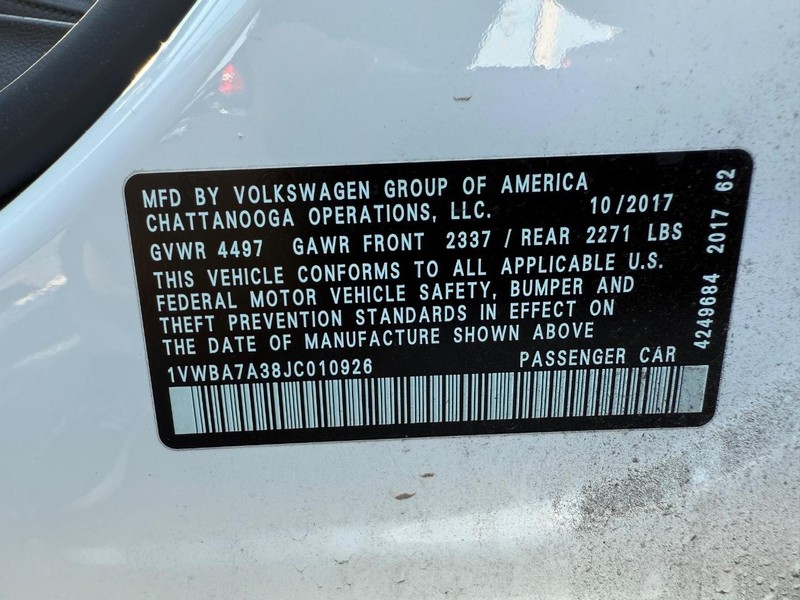 MFD BY VOLKSWAGEN GROUP OF AMERICA
CHATTANOOGA OPERATIONS, LLC. 10/2017
GVWR 4497 GAWR FRONT 2337 / REAR 2271 LBS
THIS VEHICLE CONFORMS TO ALL APPLICABLE U.S.
FEDERAL MOTOR VEHICLE SAFETY, BUMPER AND
THEFT PREVENTION STANDARDS IN EFFECT ON
THE DATE OF MANUFACTURE SHOWN ABOVE
1VWBA7A38JC010926 PASSENGER CAR
4249684 2017 62